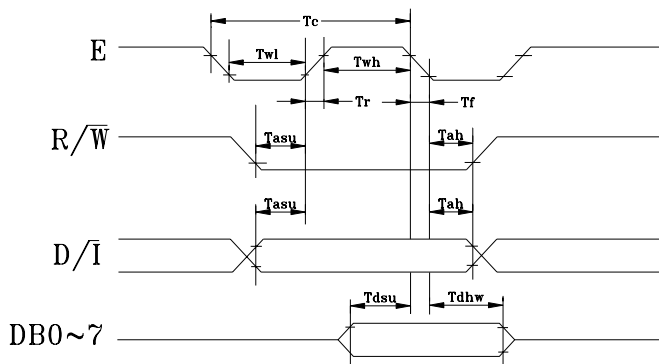 Tc
E
Twl
Twh
Tr
Tf
R/W̅
Tasu
Tah
Tasu
Tah
D/I̅
Tdsu
Tdhw
DB0~7